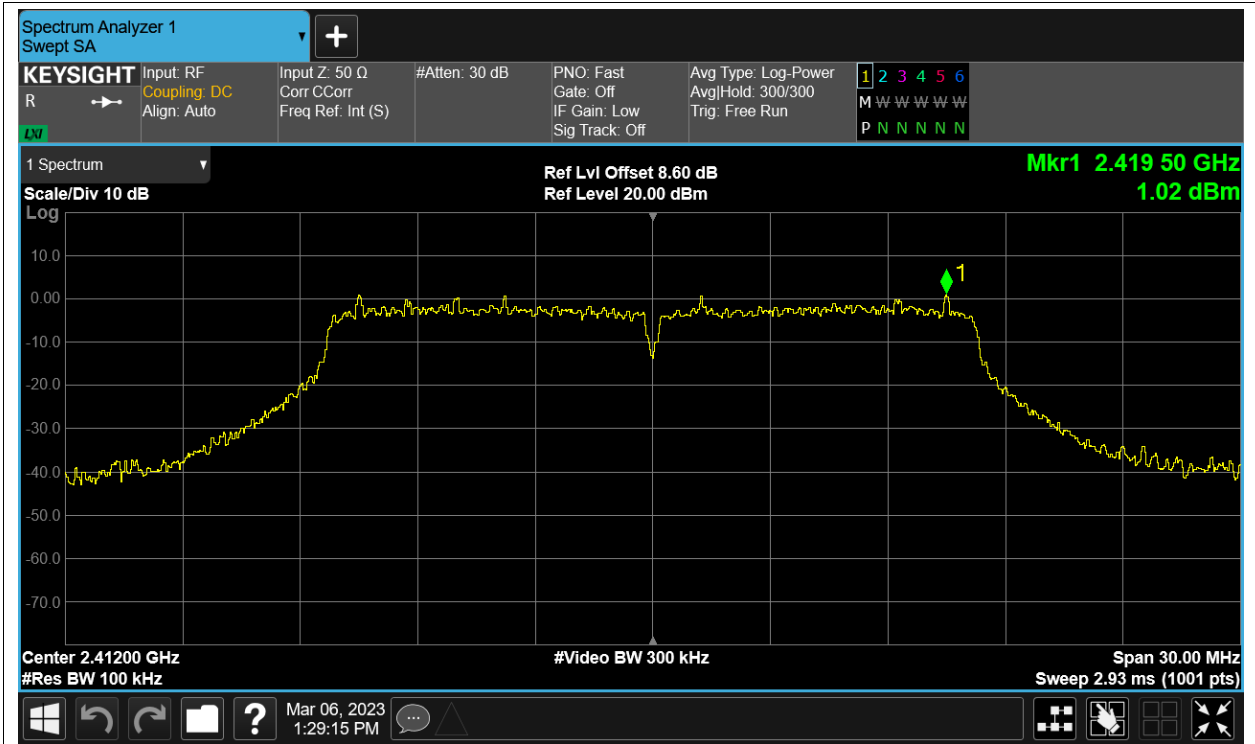 Spectrum Analyzer 1
Swept SA
KEYSIGHT
R
LXI
Input: RF
Coupling: DC
Align: Auto
Input Z: 50 Ω
Corr CCorr
Freq Ref: Int (S)
#Atten: 30 dB
PNO: Fast
Gate: Off
IF Gain: Low
Sig Track: Off
Avg Type: Log-Power
Avg|Hold: 300/300
Trig: Free Run
1 2 3 4 5 6
M W W W W W W
P N N N N N N
1 Spectrum
Scale/Div 10 dB
Log
Ref Lvl Offset 8.60 dB
Ref Level 20.00 dBm
Mkr1 2.419 50 GHz
1.02 dBm
1
10.0
0.00
-10.0
-20.0
-30.0
-40.0
-50.0
-60.0
-70.0
Center 2.41200 GHz
#Res BW 100 kHz
#Video BW 300 kHz
Span 30.00 MHz
Sweep 2.93 ms (1001 pts)
?
Mar 06, 2023
1:29:15 PM